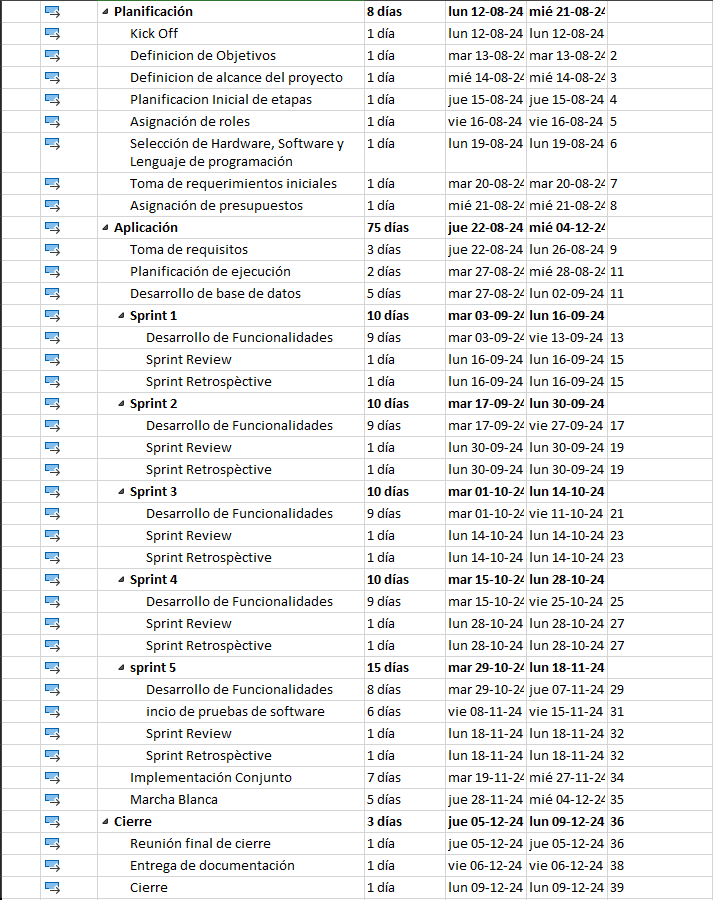 Planificación 8 días lun 12-08-24 mié 21-08-24
Kick Off 1 día lun 12-08-24 lun 12-08-24
Definicion de Objetivos 1 día mar 13-08-24 mar 13-08-24 2
Definicion de alcance del proyecto 1 día mié 14-08-24 mié 14-08-24 3
Planificacion Inicial de etapas 1 día jue 15-08-24 jue 15-08-24 4
Asignación de roles 1 día vie 16-08-24 vie 16-08-24 5
Selección de Hardware, Software y 1 día lun 19-08-24 lun 19-08-24 6
Lenguaje de programación
Toma de requerimientos iniciales 1 día mar 20-08-24 mar 20-08-24 7
Asignación de presupuestos 1 día mié 21-08-24 mié 21-08-24 8
Aplicación 75 días jue 22-08-24 mié 04-12-24
Toma de requisitos 3 días jue 22-08-24 lun 26-08-24 9
Planificación de ejecución 2 días mar 27-08-24 mié 28-08-24 11
Desarrollo de base de datos 5 días mar 27-08-24 lun 02-09-24 11
Sprint 1 10 días mar 03-09-24 lun 16-09-24
Desarrollo de Funcionalidades 9 días mar 03-09-24 vie 13-09-24 13
Sprint Review 1 día lun 16-09-24 lun 16-09-24 15
Sprint Retrospèctive 1 día lun 16-09-24 lun 16-09-24 15
Sprint 2 10 días mar 17-09-24 lun 30-09-24
Desarrollo de Funcionalidades 9 días mar 17-09-24 vie 27-09-24 17
Sprint Review 1 día lun 30-09-24 lun 30-09-24 19
Sprint Retrospèctive 1 día lun 30-09-24 lun 30-09-24 19
Sprint 3 10 días mar 01-10-24 lun 14-10-24
Desarrollo de Funcionalidades 9 días mar 01-10-24 vie 11-10-24 21
Sprint Review 1 día lun 14-10-24 lun 14-10-24 23
Sprint Retrospèctive 1 día lun 14-10-24 lun 14-10-24 23
Sprint 4 10 días mar 15-10-24 lun 28-10-24
Desarrollo de Funcionalidades 9 días mar 15-10-24 vie 25-10-24 25
Sprint Review 1 día lun 28-10-24 lun 28-10-24 27
Sprint Retrospèctive 1 día lun 28-10-24 lun 28-10-24 27
sprint 5 15 días mar 29-10-24 lun 18-11-24
Desarrollo de Funcionalidades 8 días mar 29-10-24 jue 07-11-24 29
incio de pruebas de software 6 días vie 08-11-24 vie 15-11-24 31
Sprint Review 1 día lun 18-11-24 lun 18-11-24 32
Sprint Retrospèctive 1 día lun 18-11-24 lun 18-11-24 32
Implementación Conjunto 7 días mar 19-11-24 mié 27-11-24 34
Marcha Blanca 5 días jue 28-11-24 mié 04-12-24 35
Cierre 3 días jue 05-12-24 lun 09-12-24 36
Reunión final de cierre 1 día jue 05-12-24 jue 05-12-24 36
Entrega de documentación 1 día vie 06-12-24 vie 06-12-24 38
Cierre 1 día lun 09-12-24 lun 09-12-24 39